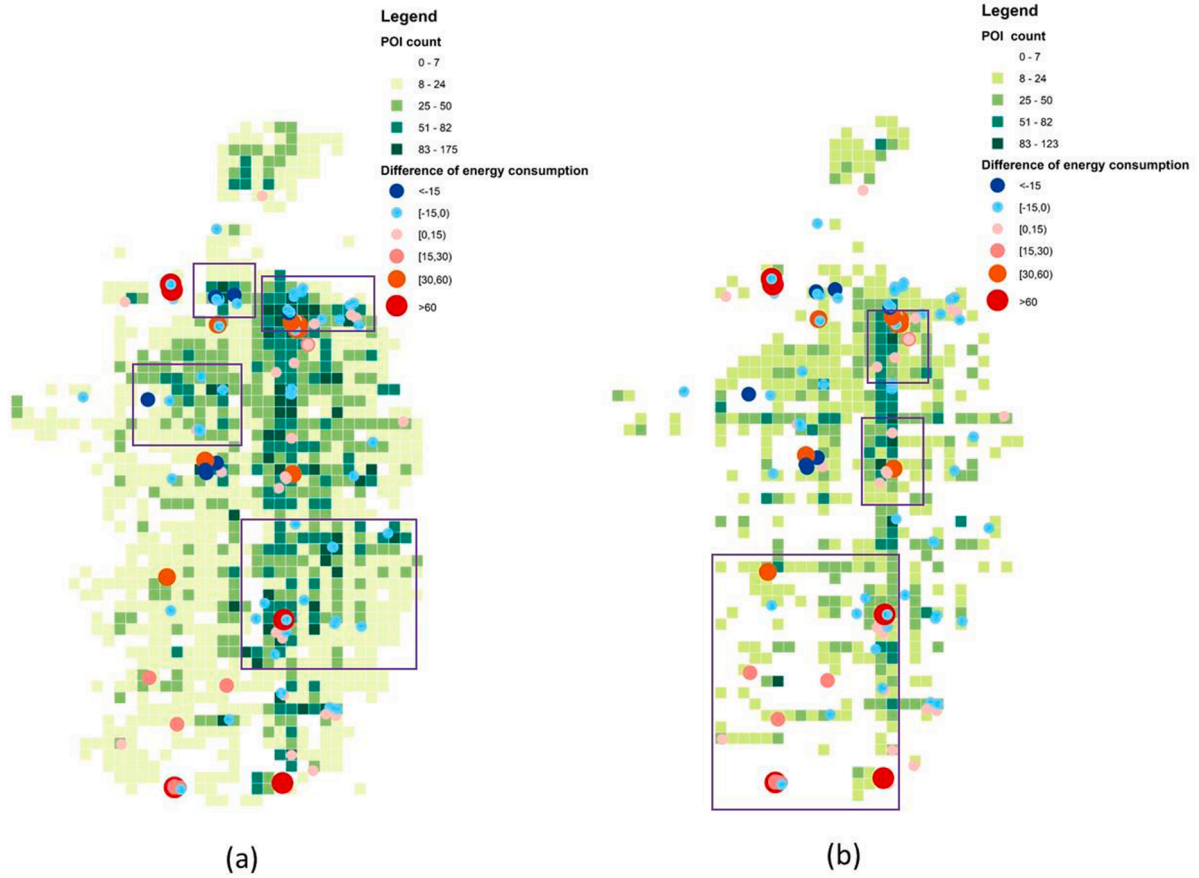 Legend
POI count
0 - 7
8 - 24
25 - 50
51 - 82
83 - 175
Difference of energy consumption
<-15
[-15,0)
[0,15)
[15,30)
[30,60)
>60
(a)
Legend
POI count
0 - 7
8 - 24
25 - 50
51 - 82
83 - 123
Difference of energy consumption
<-15
[-15,0)
[0,15)
[15,30)
[30,60)
>60
(b)